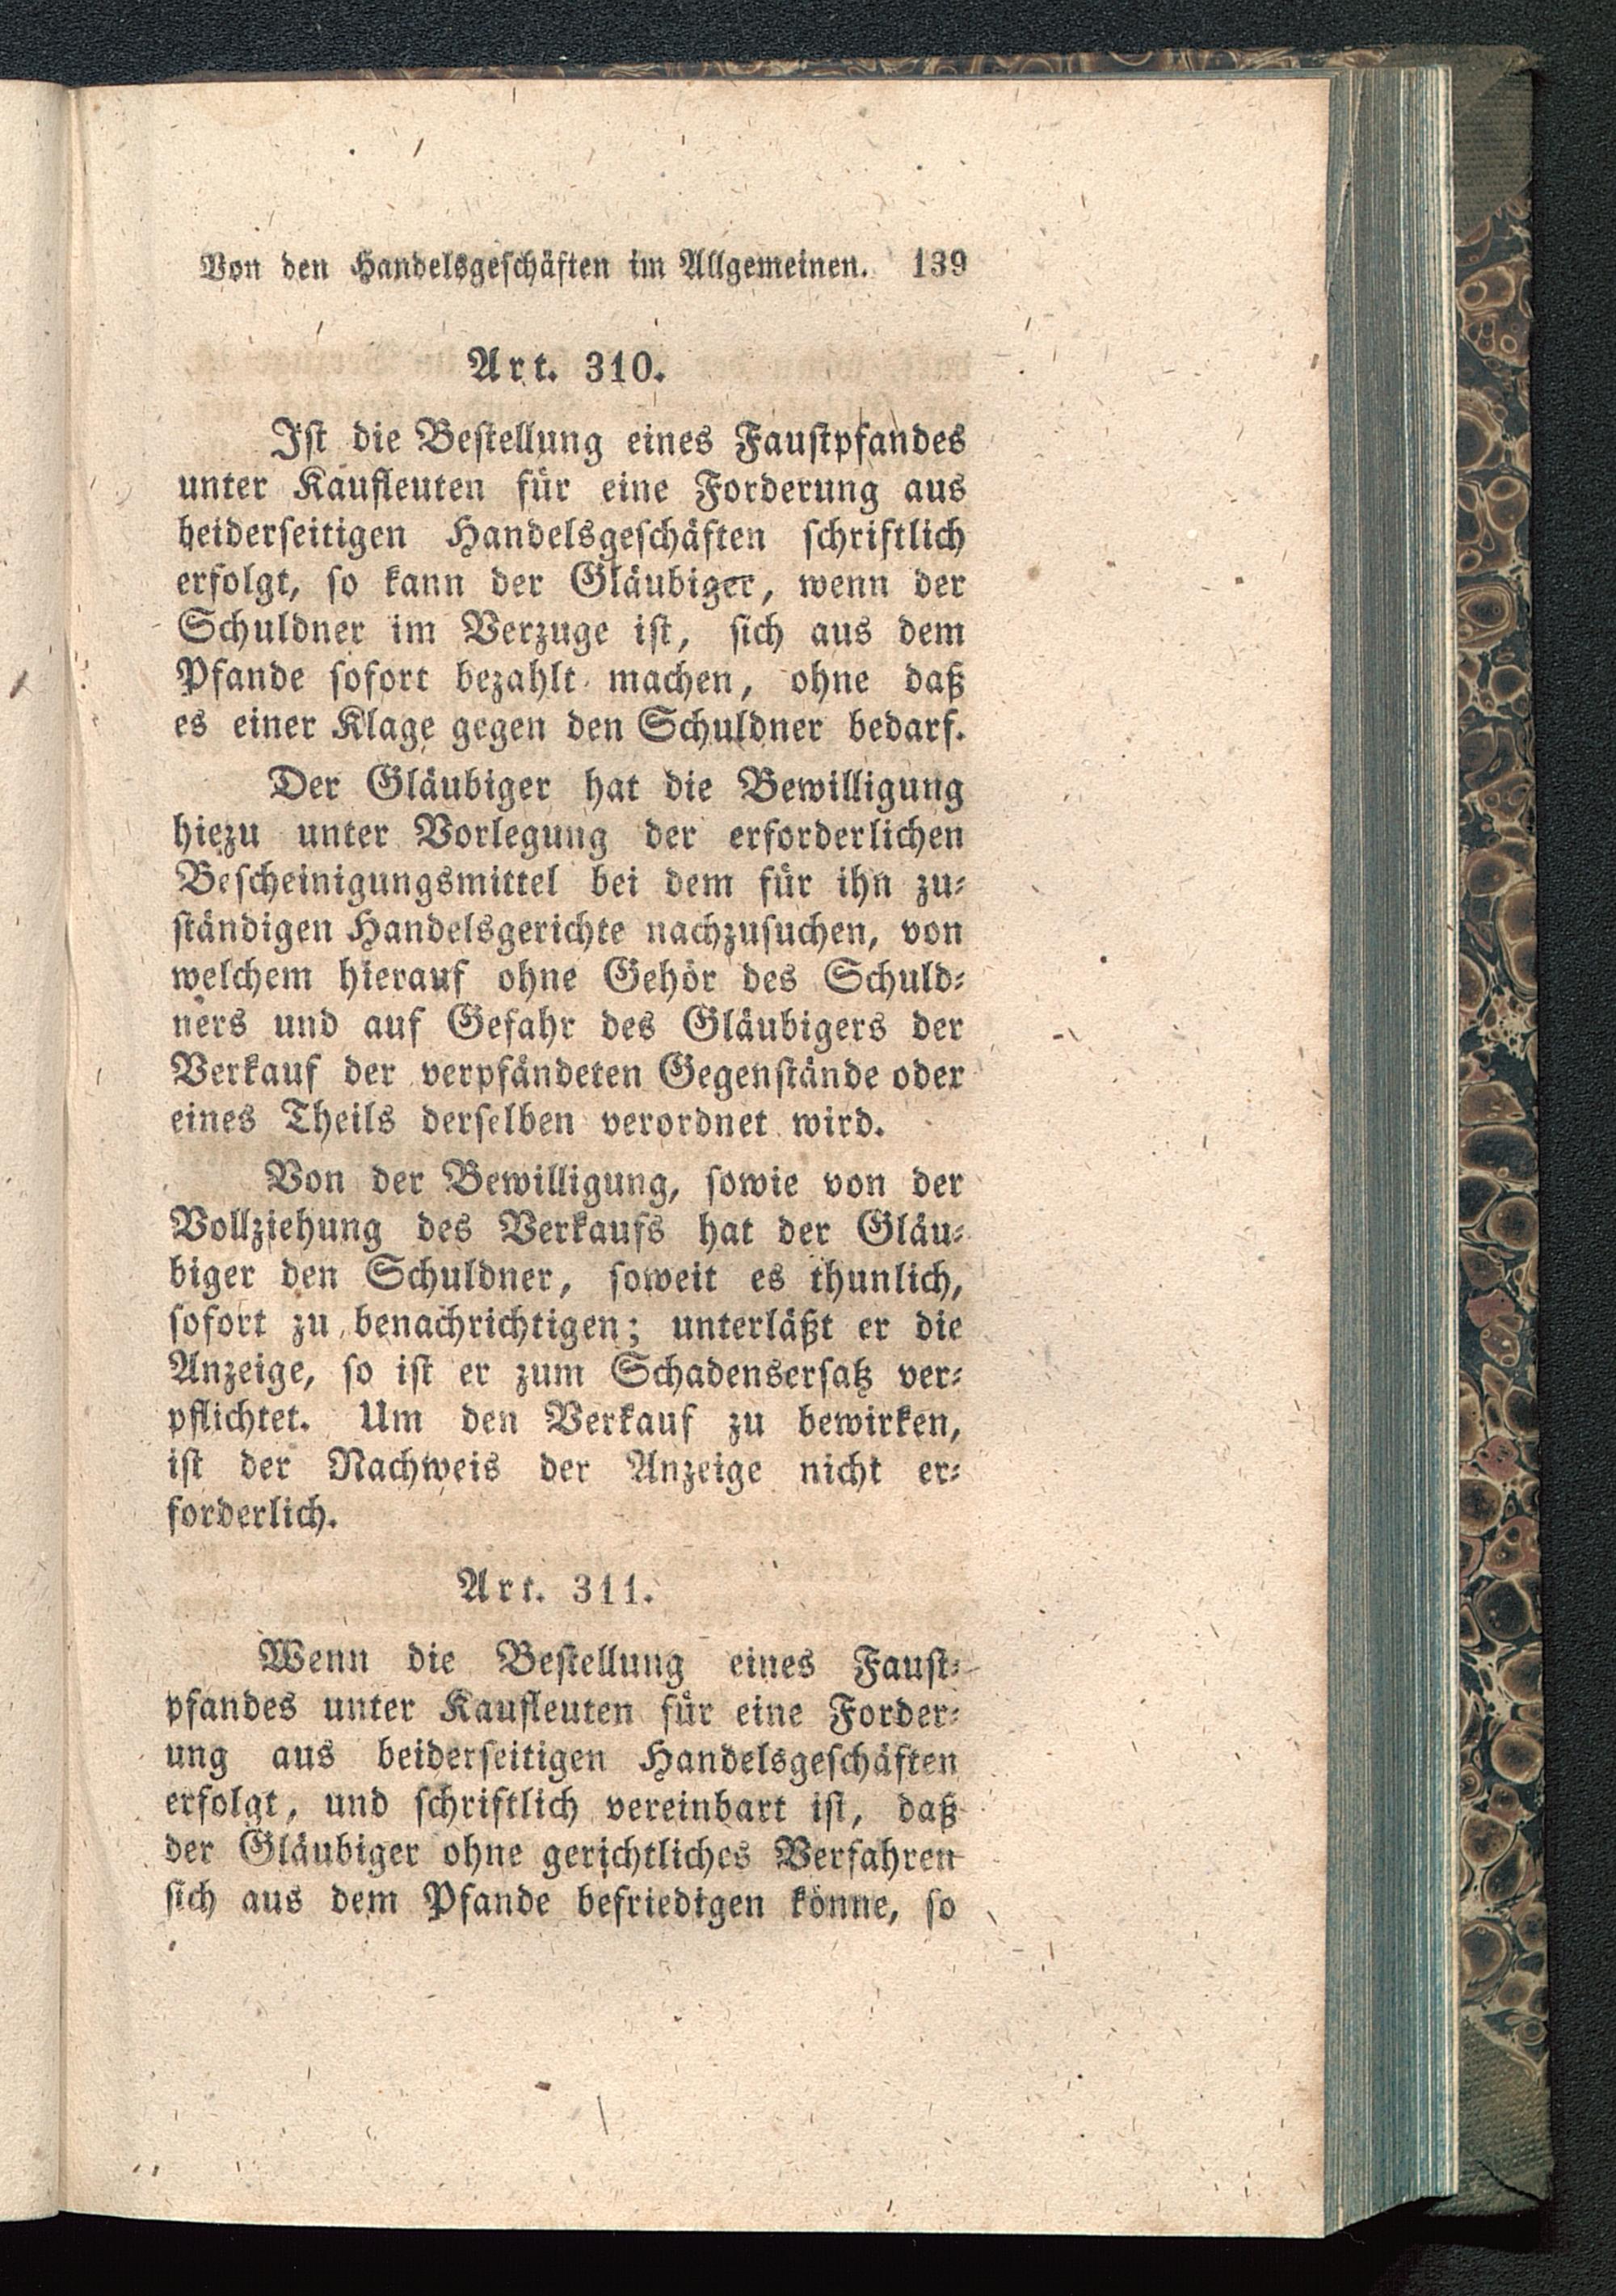 Von den Handelsgeschäften im Allgemeinen. 139
Art. 310.
Ist die Bestellung eines Faustpfandes
unter Kaufleuten für eine Forderung aus
beiderseitigen Handelsgeschäften schriftlich
erfolgt, so kann der Gläubiger, wenn der
Schuldner im Verzuge ist, sich aus dem
Pfande sofort bezahlt machen, ohne daß
es einer Klage gegen den Schuldner bedarf.
Der Gläubiger hat die Bewilligung
hiezu unter Vorlegung der erforderlichen
Bescheinigungsmittel bei dem für ihn zu-
ständigen Handelsgerichte nachzusuchen, von
welchem hierauf ohne Gehör des Schuld-
ners und auf Gefahr des Gläubigers der
Verkauf der verpfändeten Gegenstände oder
eines Theils derselben verordnet wird.
Von der Bewilligung, sowie von der
Vollziehung des Verkaufs hat der Gläu-
biger den Schuldner, soweit es thunlich,
sofort zu benachrichtigen; unterläßt er die
Anzeige, so ist er zum Schadensersatz ver-
pflichtet. Um den Verkauf zu bewirken,
ist der Nachweis der Anzeige nicht er-
forderlich.
Art. 311.
Wenn die Bestellung eines Faust-
pfandes unter Kaufleuten für eine Forder-
ung aus beiderseitigen Handelsgeschäften
erfolgt, und schriftlich vereinbart ist, daß
der Gläubiger ohne gerichtliches Verfahren
sich aus dem Pfande befriedigen könne, so